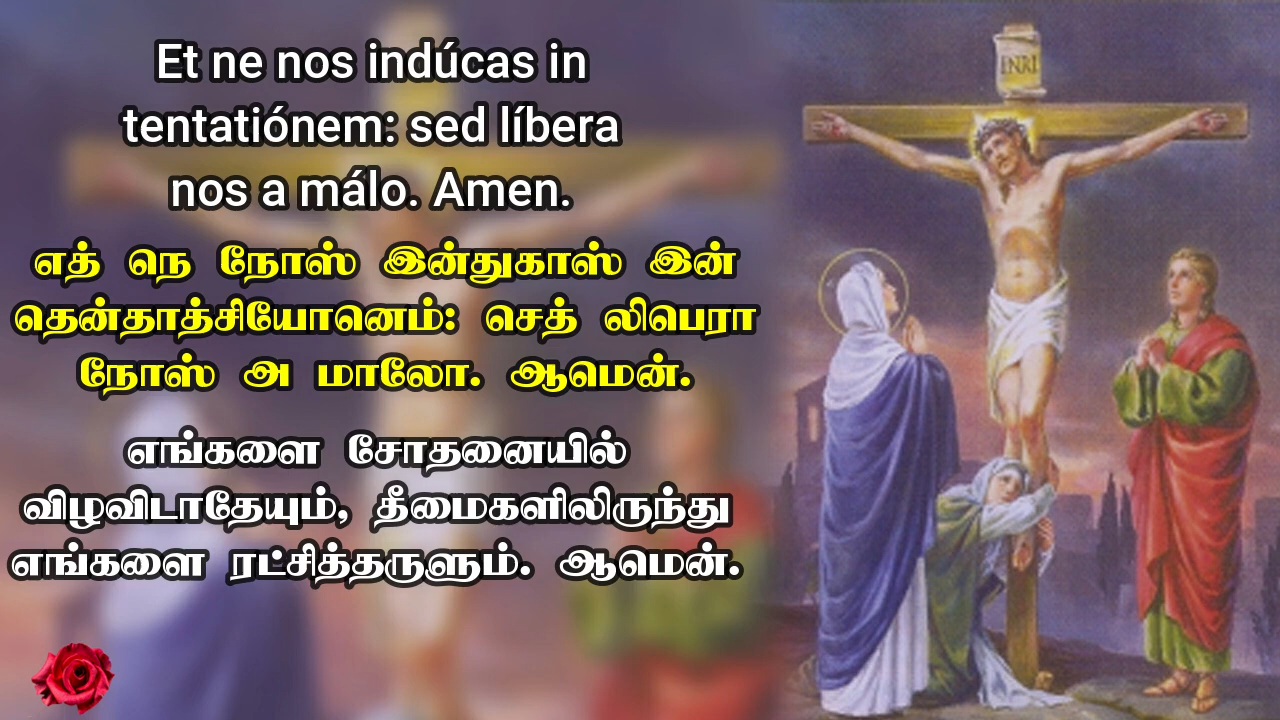 Et ne nos indúcas in
tentatiónem: sed líbera
nos a málo. Amen.
எத் நெ நோஸ் இன்துகாஸ் இன்
தென்தாத்சியோனெம்: செத் லிபெரா
நோஸ் அ மாலோ. ஆமென்.
எங்களை சோதனையில்
விழவிடாதேயும், தீமைகளிலிருந்து
எங்களை ரட்சித்தருளும். ஆமென்.
INRI